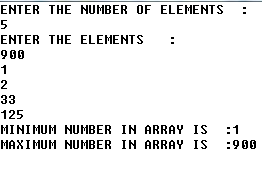 ENTER THE NUMBER OF ELEMENTS  :
5
ENTER THE ELEMENTS   :
900
1
2
33
125
MINIMUM NUMBER IN ARRAY IS  :1
MAXIMUM NUMBER IN ARRAY IS  :900